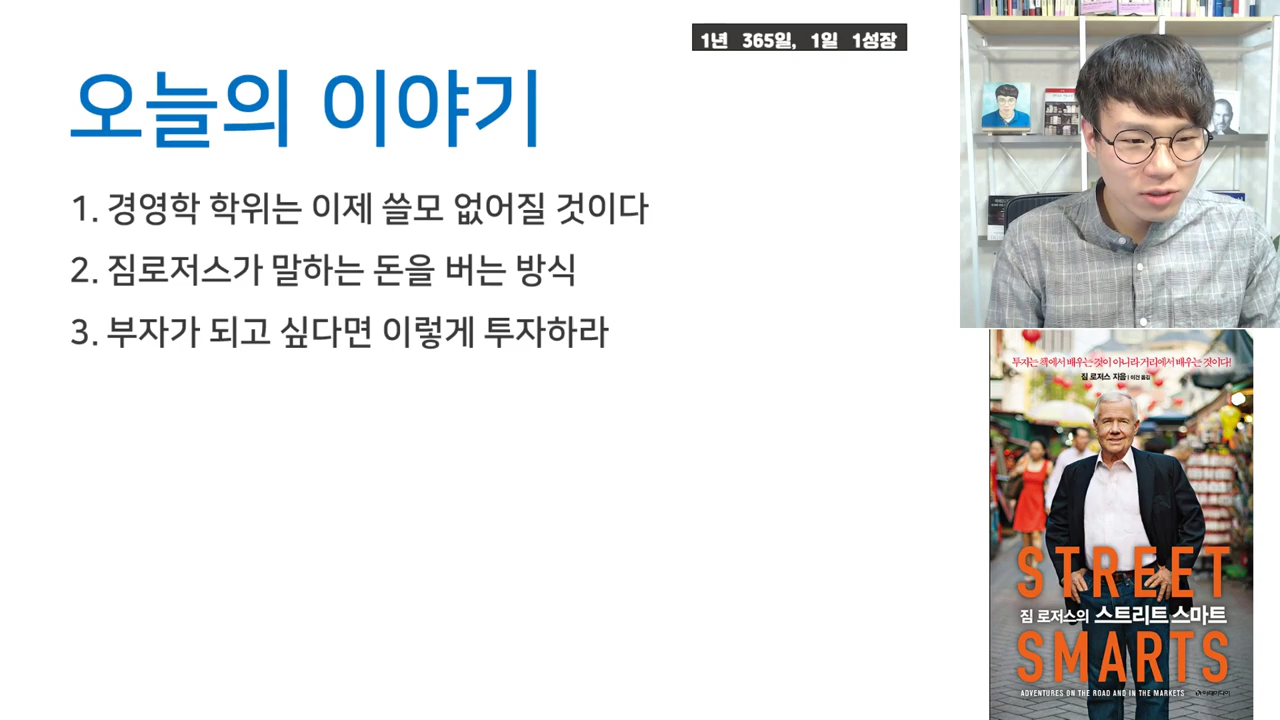 1년 365일, 1일 1성장
오늘의 이야기
1. 경영학 학위는 이제 쓸모 없어질 것이다
2. 짐로저스가 말하는 돈을 버는 방식
3. 부자가 되고 싶다면 이렇게 투자하라
투자는 책에서 배우는 것이 아니라 거리에서 배우는 것이다!
짐 로저스 지음 | 이건 옮김
STREET
짐 로저스의 스트리트 스마트
SMARTS
ADVENTURES ON THE ROAD AND IN THE MARKETS